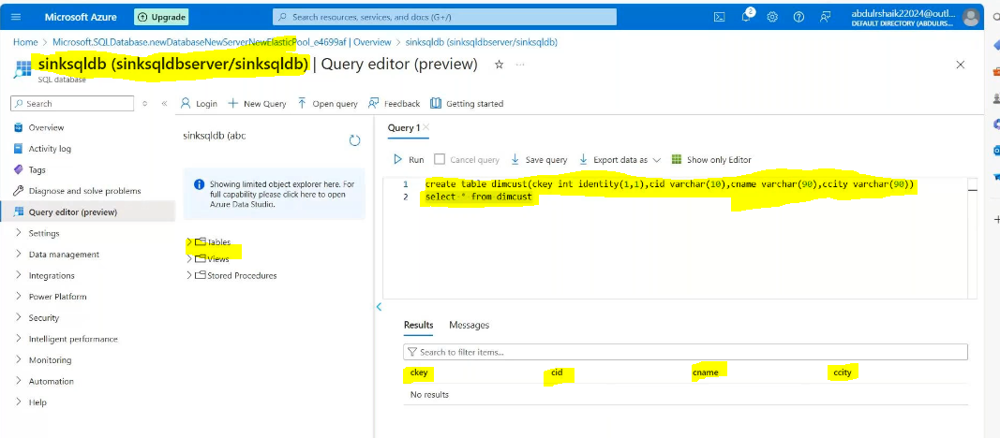 Microsoft Azure
Upgrade
Search resources, services, and docs (G+/)
2
abdulrshaik22024@outl...
DEFAULT DIRECTORY (ABDULRS...
Home > Microsoft.SQLDatabase.newDatabaseNewServerNewElasticPool_e4699af | Overview > sinksqldb (sinksqldbserver/sinksqldb)
sinksqldb (sinksqldbserver/sinksqldb) | Query editor (preview)
SQL database
Search
Login
New Query
Open query
Feedback
Getting started
Overview
Activity log
Tags
Diagnose and solve problems
Query editor (preview)
Settings
Data management
Integrations
Power Platform
Security
Intelligent performance
Monitoring
Automation
Help
sinksqldb (abc
Showing limited object explorer here. For
full capability please click here to open
Azure Data Studio.
Tables
Views
Stored Procedures
Query 1
Run
Cancel query
Save query
Export data as
Show only Editor
1 create table dimcust(ckey int identity(1,1),cid varchar(10),cname varchar(90),ccity varchar(90))
2 select * from dimcust
Results
Messages
Search to filter items...
ckey cid cname ccity
No results